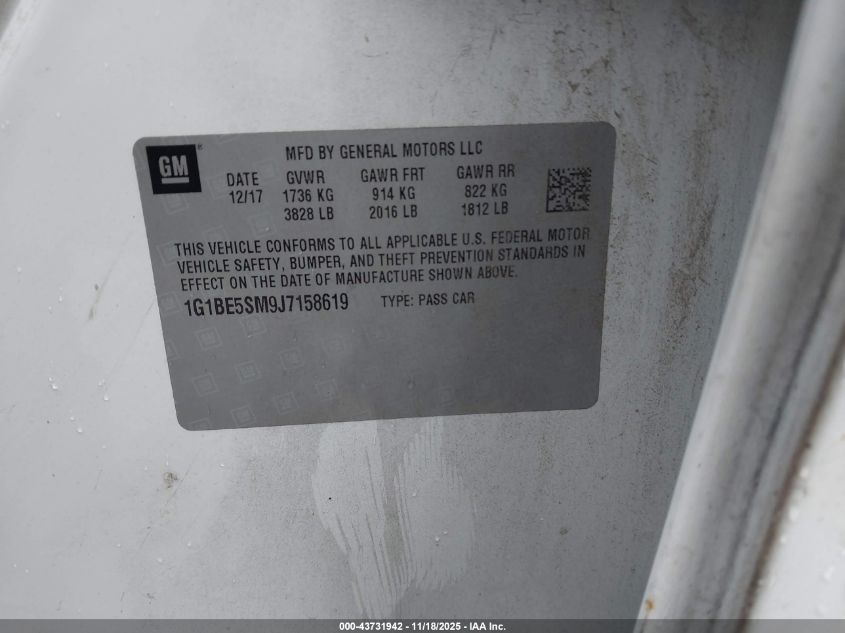 GM ®
MFD BY GENERAL MOTORS LLC
DATE GVWR GAWR FRT GAWR RR
12/17 1736 KG 914 KG 822 KG
3828 LB 2016 LB 1812 LB
THIS VEHICLE CONFORMS TO ALL APPLICABLE U.S. FEDERAL MOTOR
VEHICLE SAFETY, BUMPER, AND THEFT PREVENTION STANDARDS IN
EFFECT ON THE DATE OF MANUFACTURE SHOWN ABOVE.
1G1BE5SM9J7158619 TYPE: PASS CAR
000-43731942 - 11/18/2025 - IAA Inc.